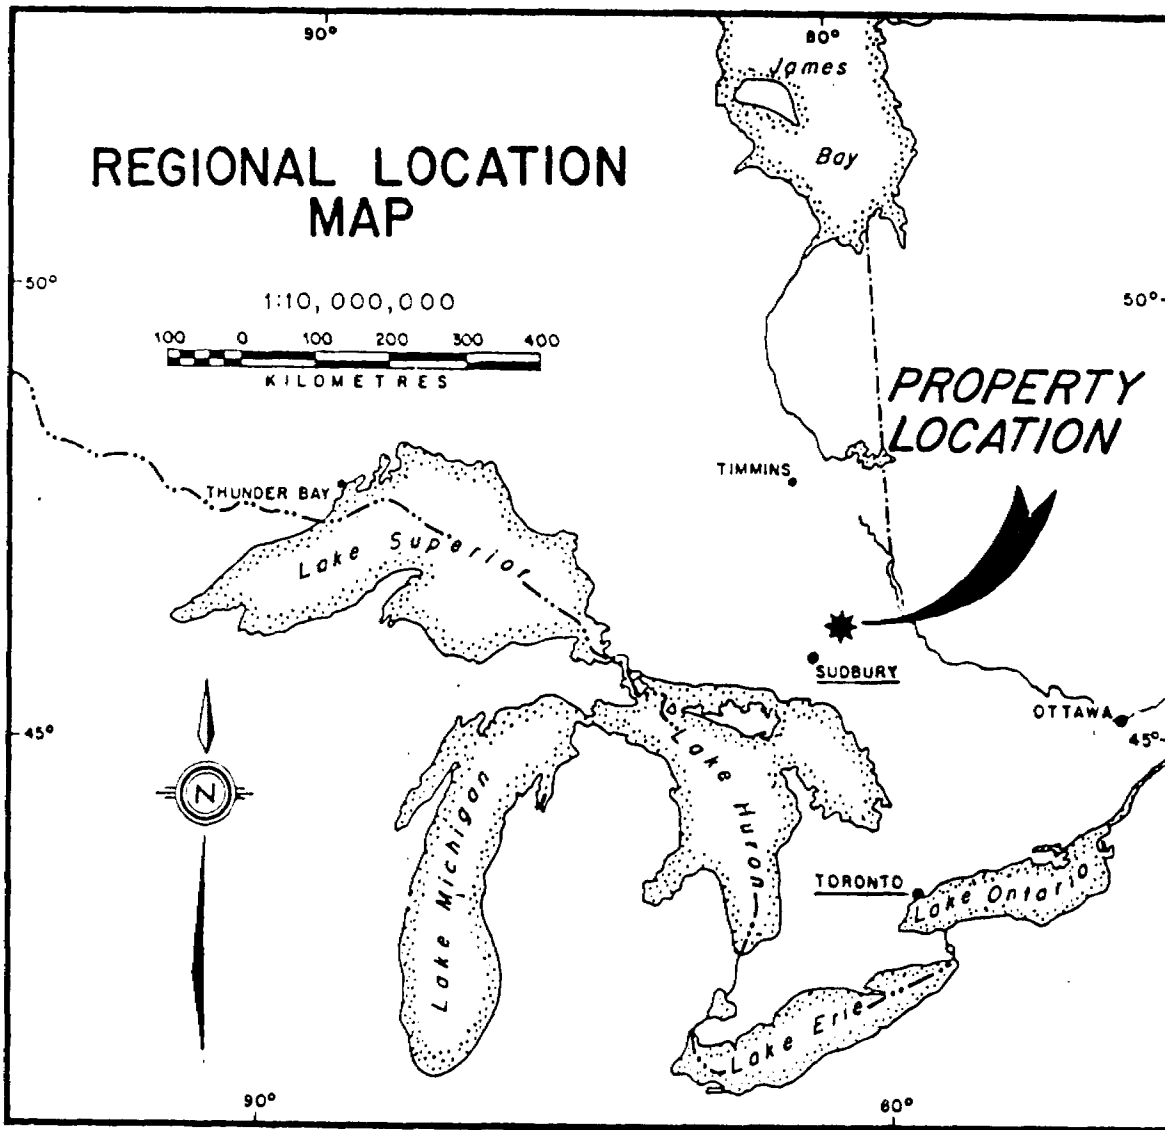 90°
80°
James
Bay
REGIONAL LOCATION
MAP
50°
50°
1:10,000,000
100 0 100 200 300 400
KILOMETRES
PROPERTY
LOCATION
TIMMINS
THUNDER BAY
Lake Superior
SUDBURY
OTTAWA
45°
45°
N
Lake Michigan
Lake Huron
TORONTO
Lake Ontario
Lake Erie
90°
80°